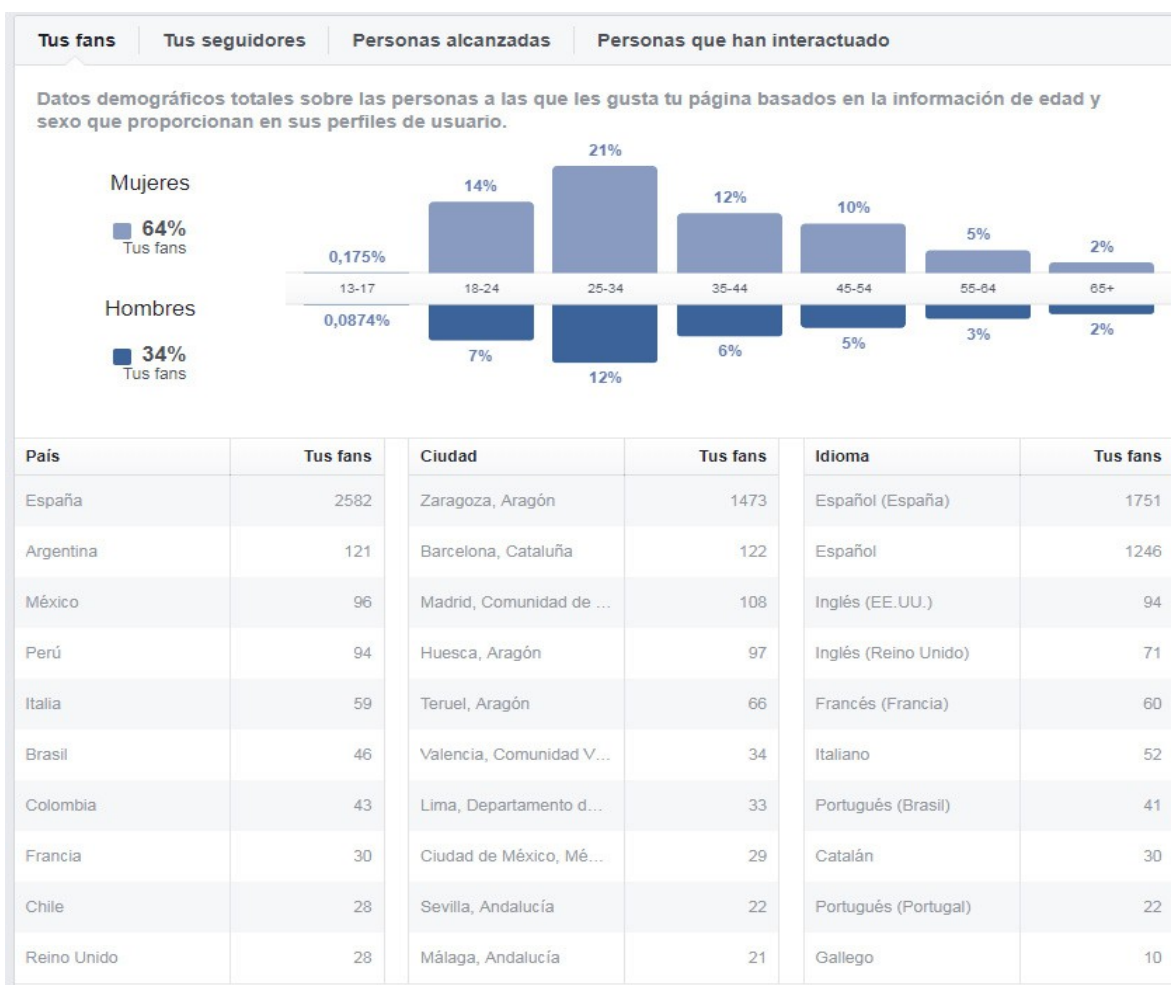 Tus fans Tus seguidores Personas alcanzadas Personas que han interactuado
Datos demográficos totales sobre las personas a las que les gusta tu página basados en la información de edad y
sexo que proporcionan en sus perfiles de usuario.
Mujeres
64%
Tus fans
0,175% 14% 21% 12% 10% 5% 2%
13-17 18-24 25-34 35-44 45-54 55-64 65+
Hombres
34%
Tus fans
0,0874% 7% 12% 6% 5% 3% 2%
País Tus fans Ciudad Tus fans Idioma Tus fans
España 2582 Zaragoza, Aragón 1473 Español (España) 1751
Argentina 121 Barcelona, Cataluña 122 Español 1246
México 96 Madrid, Comunidad de ... 108 Inglés (EE.UU.) 94
Perú 94 Huesca, Aragón 97 Inglés (Reino Unido) 71
Italia 59 Teruel, Aragón 66 Francés (Francia) 60
Brasil 46 Valencia, Comunidad V... 34 Italiano 52
Colombia 43 Lima, Departamento d... 33 Portugués (Brasil) 41
Francia 30 Ciudad de México, Mé... 29 Catalán 30
Chile 28 Sevilla, Andalucía 22 Portugués (Portugal) 22
Reino Unido 28 Málaga, Andalucía 21 Gallego 10